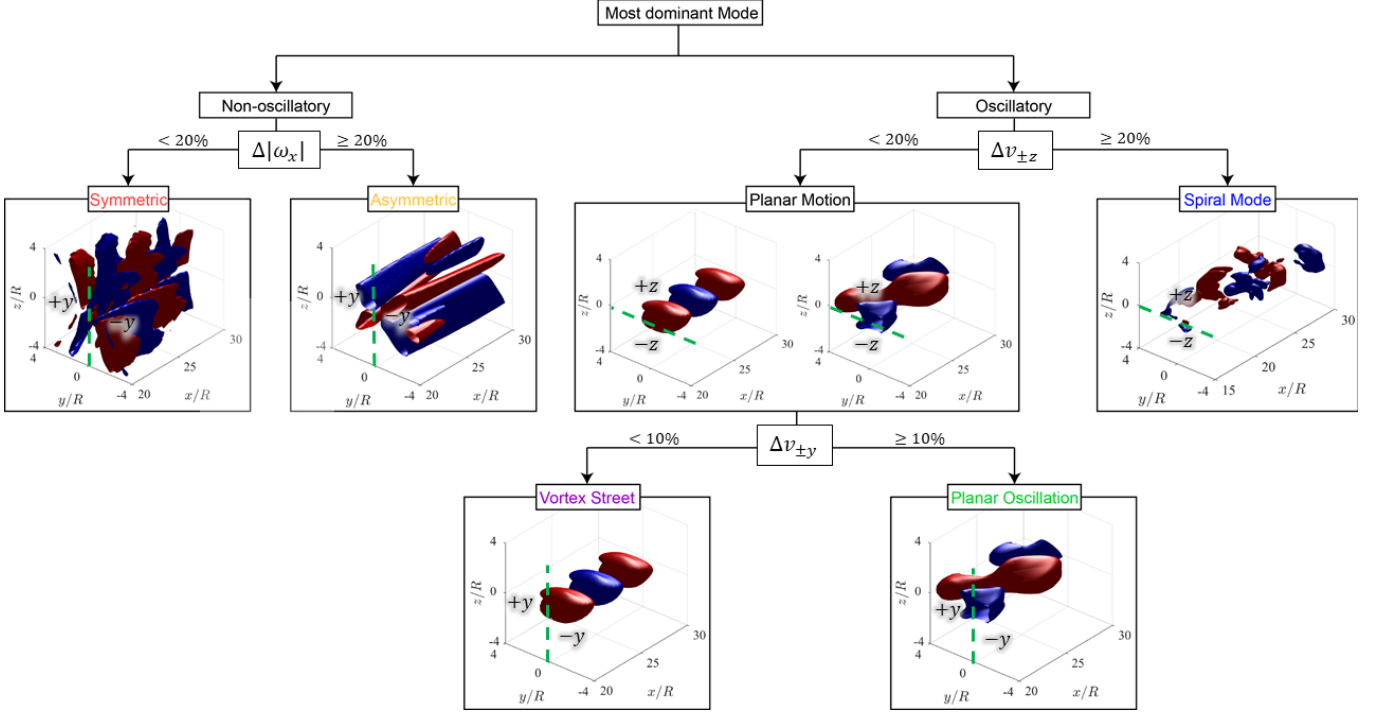 Most dominant Mode
Non-oscillatory
Oscillatory
< 20%
Δ|ω_x|
≥ 20%
< 20%
Δv_{±z}
≥ 20%
Symmetric
Asymmetric
Planar Motion
Spiral Mode
4
0
-4
z/R
+y
−y
4
0
-4
y/R
20
25
30
x/R
4
0
-4
z/R
+y
−y
4
0
-4
y/R
20
25
30
x/R
4
0
-4
z/R
+z
−z
4
0
-4
y/R
20
25
30
x/R
4
0
-4
z/R
+z
−z
4
0
-4
y/R
20
25
30
x/R
4
0
-4
z/R
+z
−z
4
0
-4
y/R
15
20
25
30
x/R
< 10%
Δv_{±y}
≥ 10%
Vortex Street
Planar Oscillation
4
0
-4
z/R
+y
−y
4
0
-4
y/R
20
25
30
x/R
4
0
-4
z/R
+y
−y
4
0
-4
y/R
20
25
30
x/R